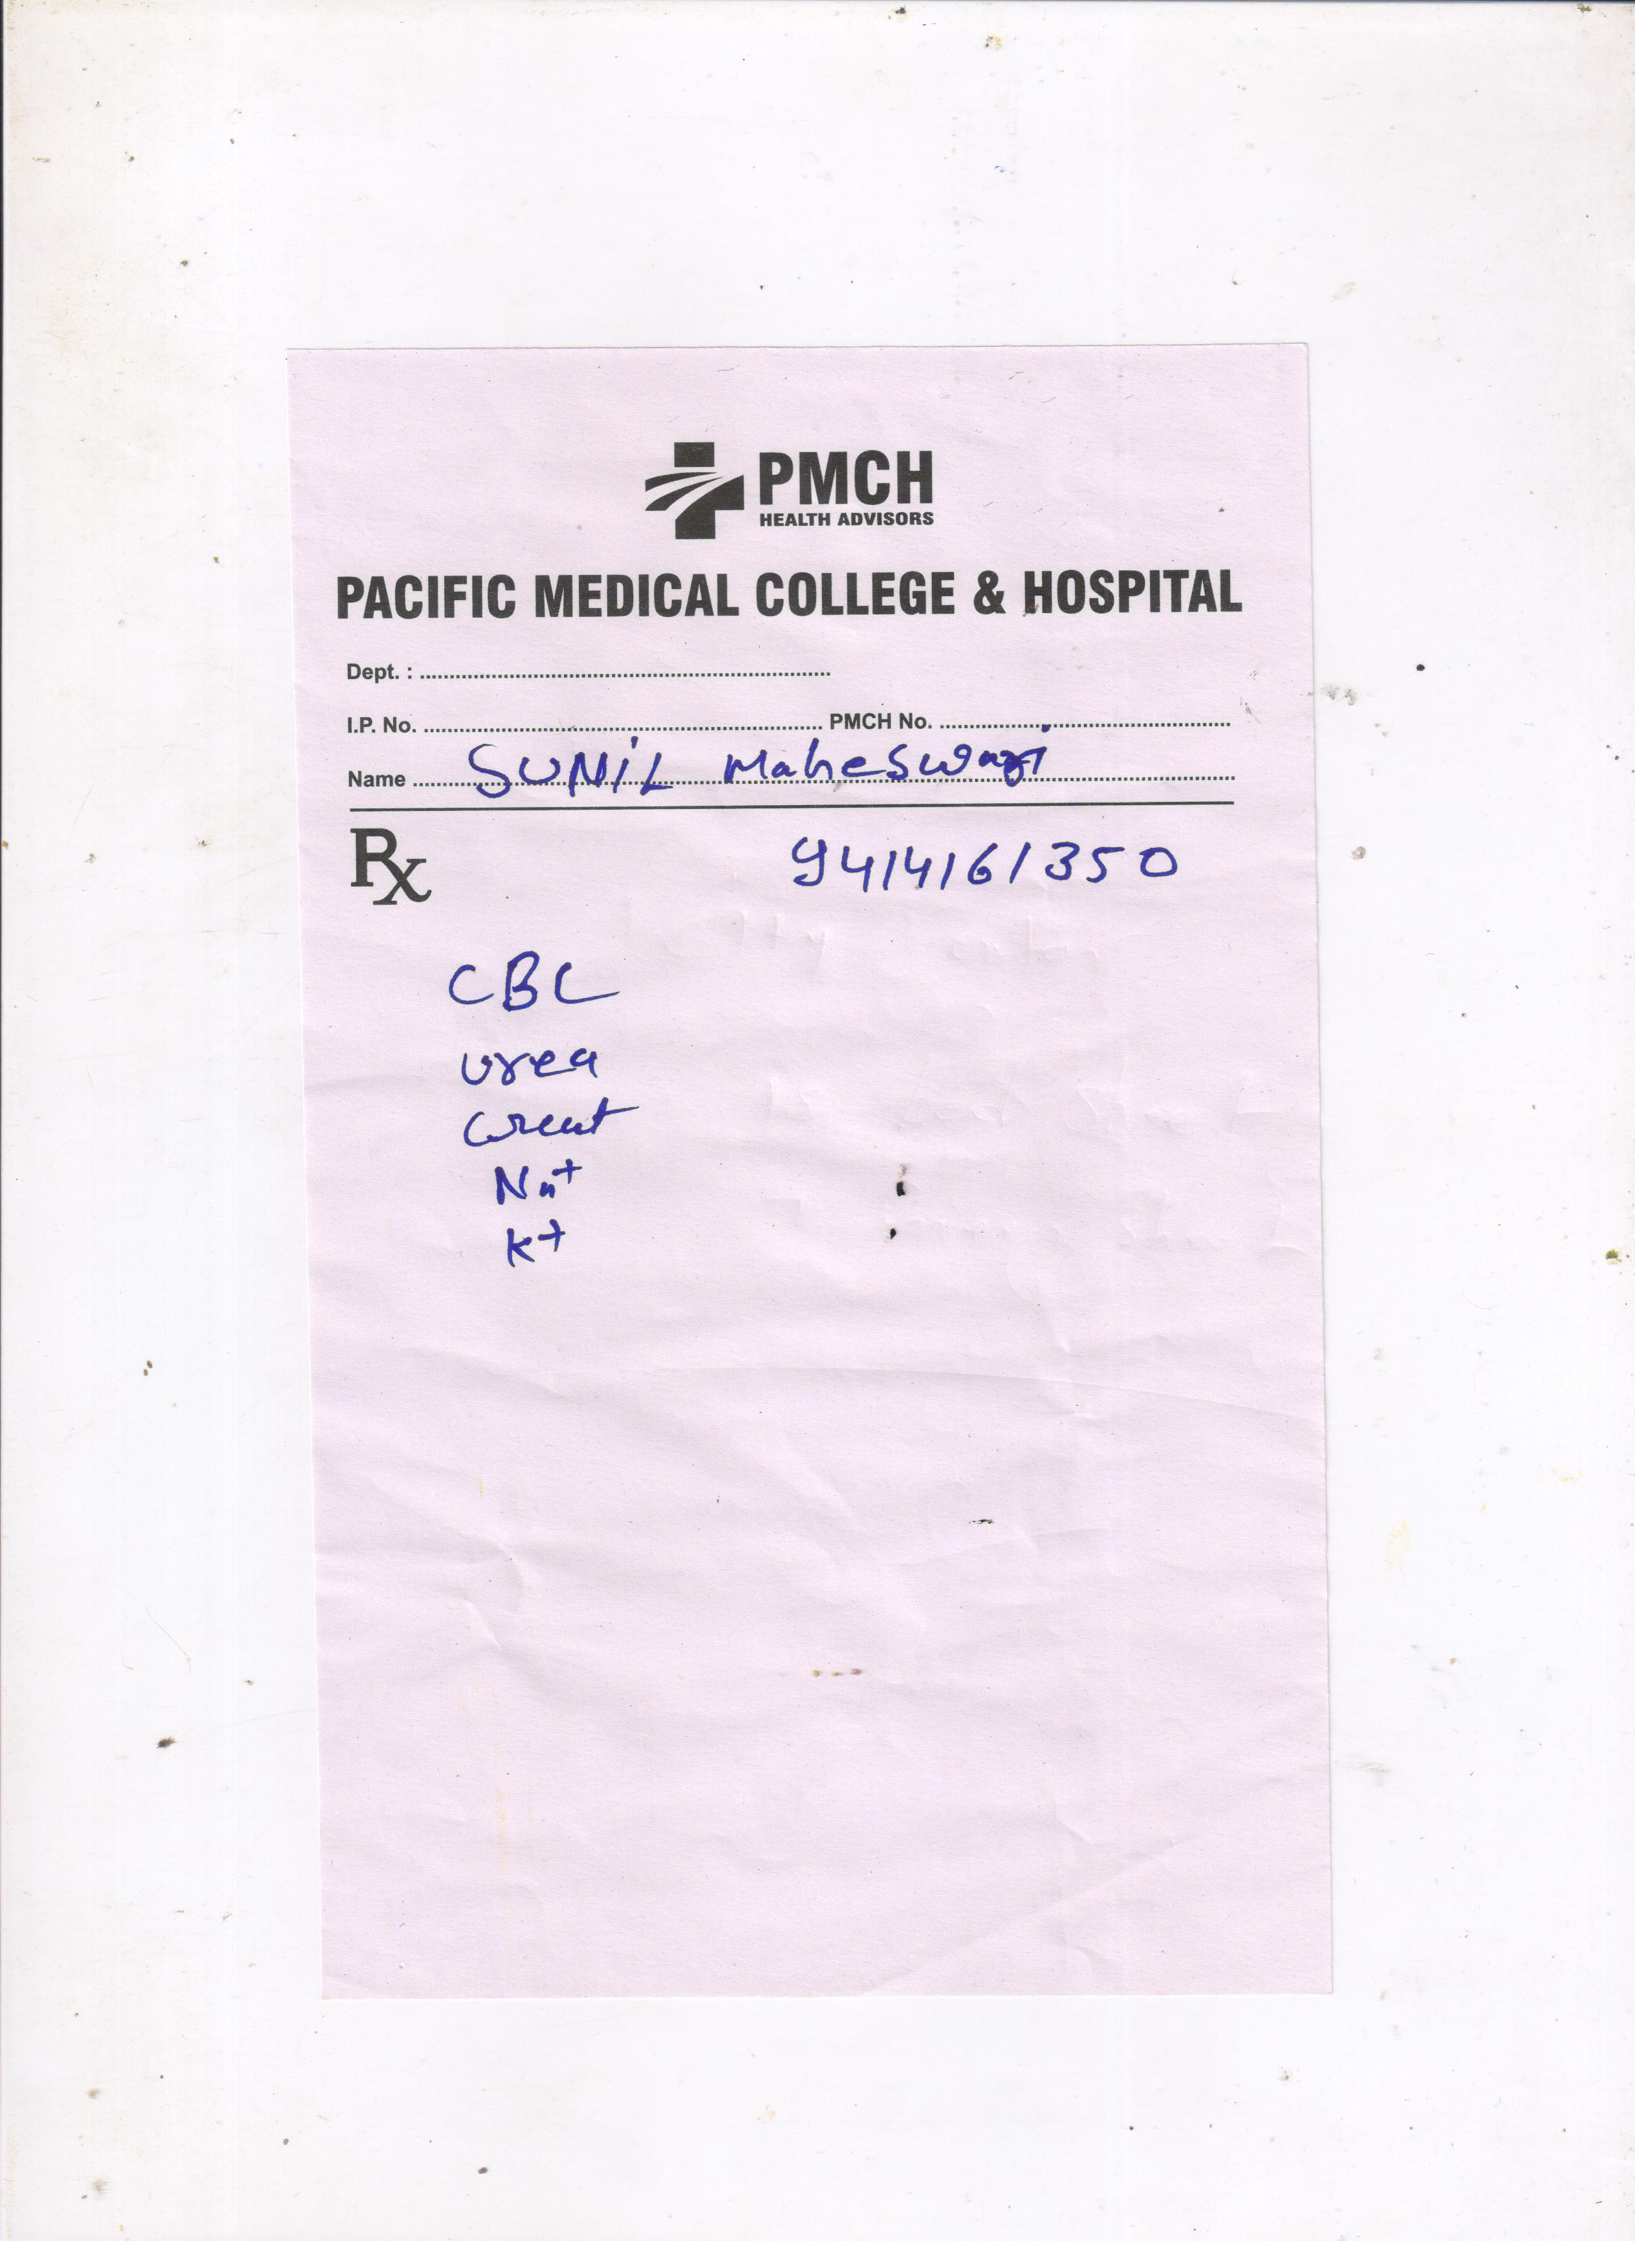 PMCH
HEALTH ADVISORS
PACIFIC MEDICAL COLLEGE & HOSPITAL
Dept. : ........................................
I.P. No. ........................................ PMCH No. ........................................
Name ........ SUNiL Maheswari ........
Rx 9414161350
CBC
urea
Creat
Na+
K+